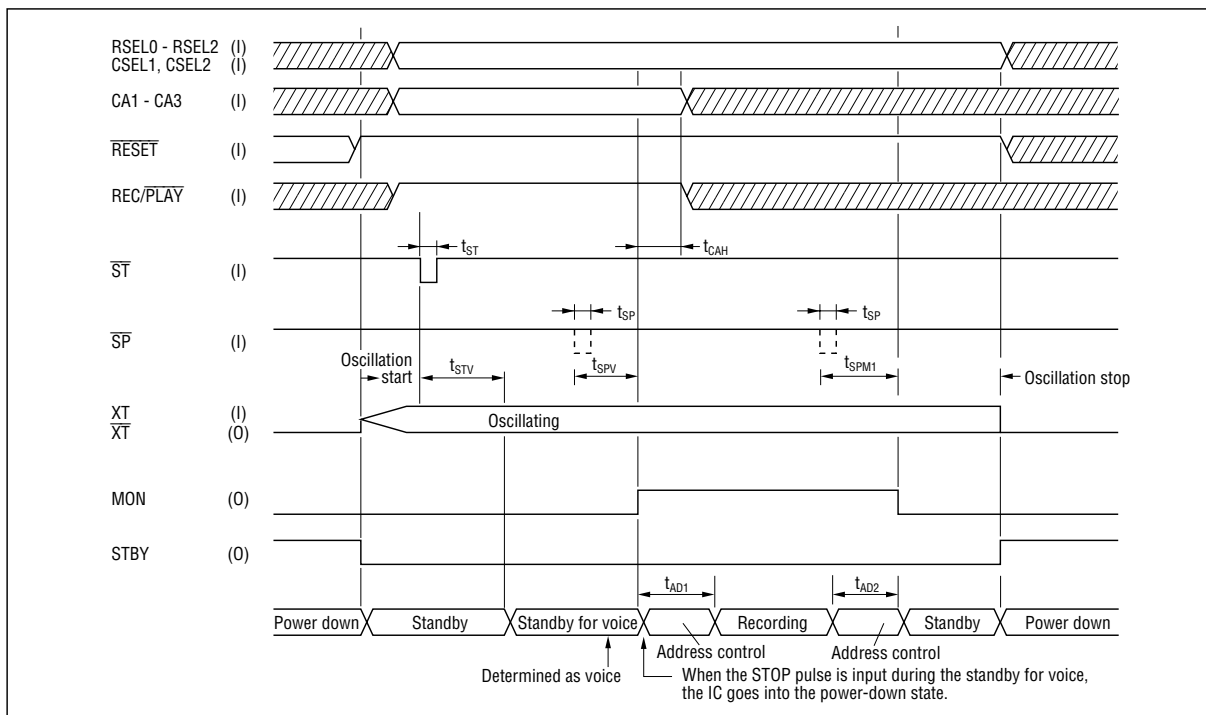 RSEL0 - RSEL2 (I)
CSEL1, CSEL2 (I)
CA1 - CA3 (I)
RESET (I)
REC/PLAY (I)
tST
tCAH
ST (I)
tSP
tSP
SP (I)
Oscillation
start
tSTV
tSPV
tSPM1
Oscillation stop
XT (I)
XT (O)
Oscillating
MON (O)
STBY (O)
tAD1
tAD2
Power down
Standby
Standby for voice
Recording
Standby
Power down
Address control
Address control
Determined as voice
When the STOP pulse is input during the standby for voice,
the IC goes into the power-down state.